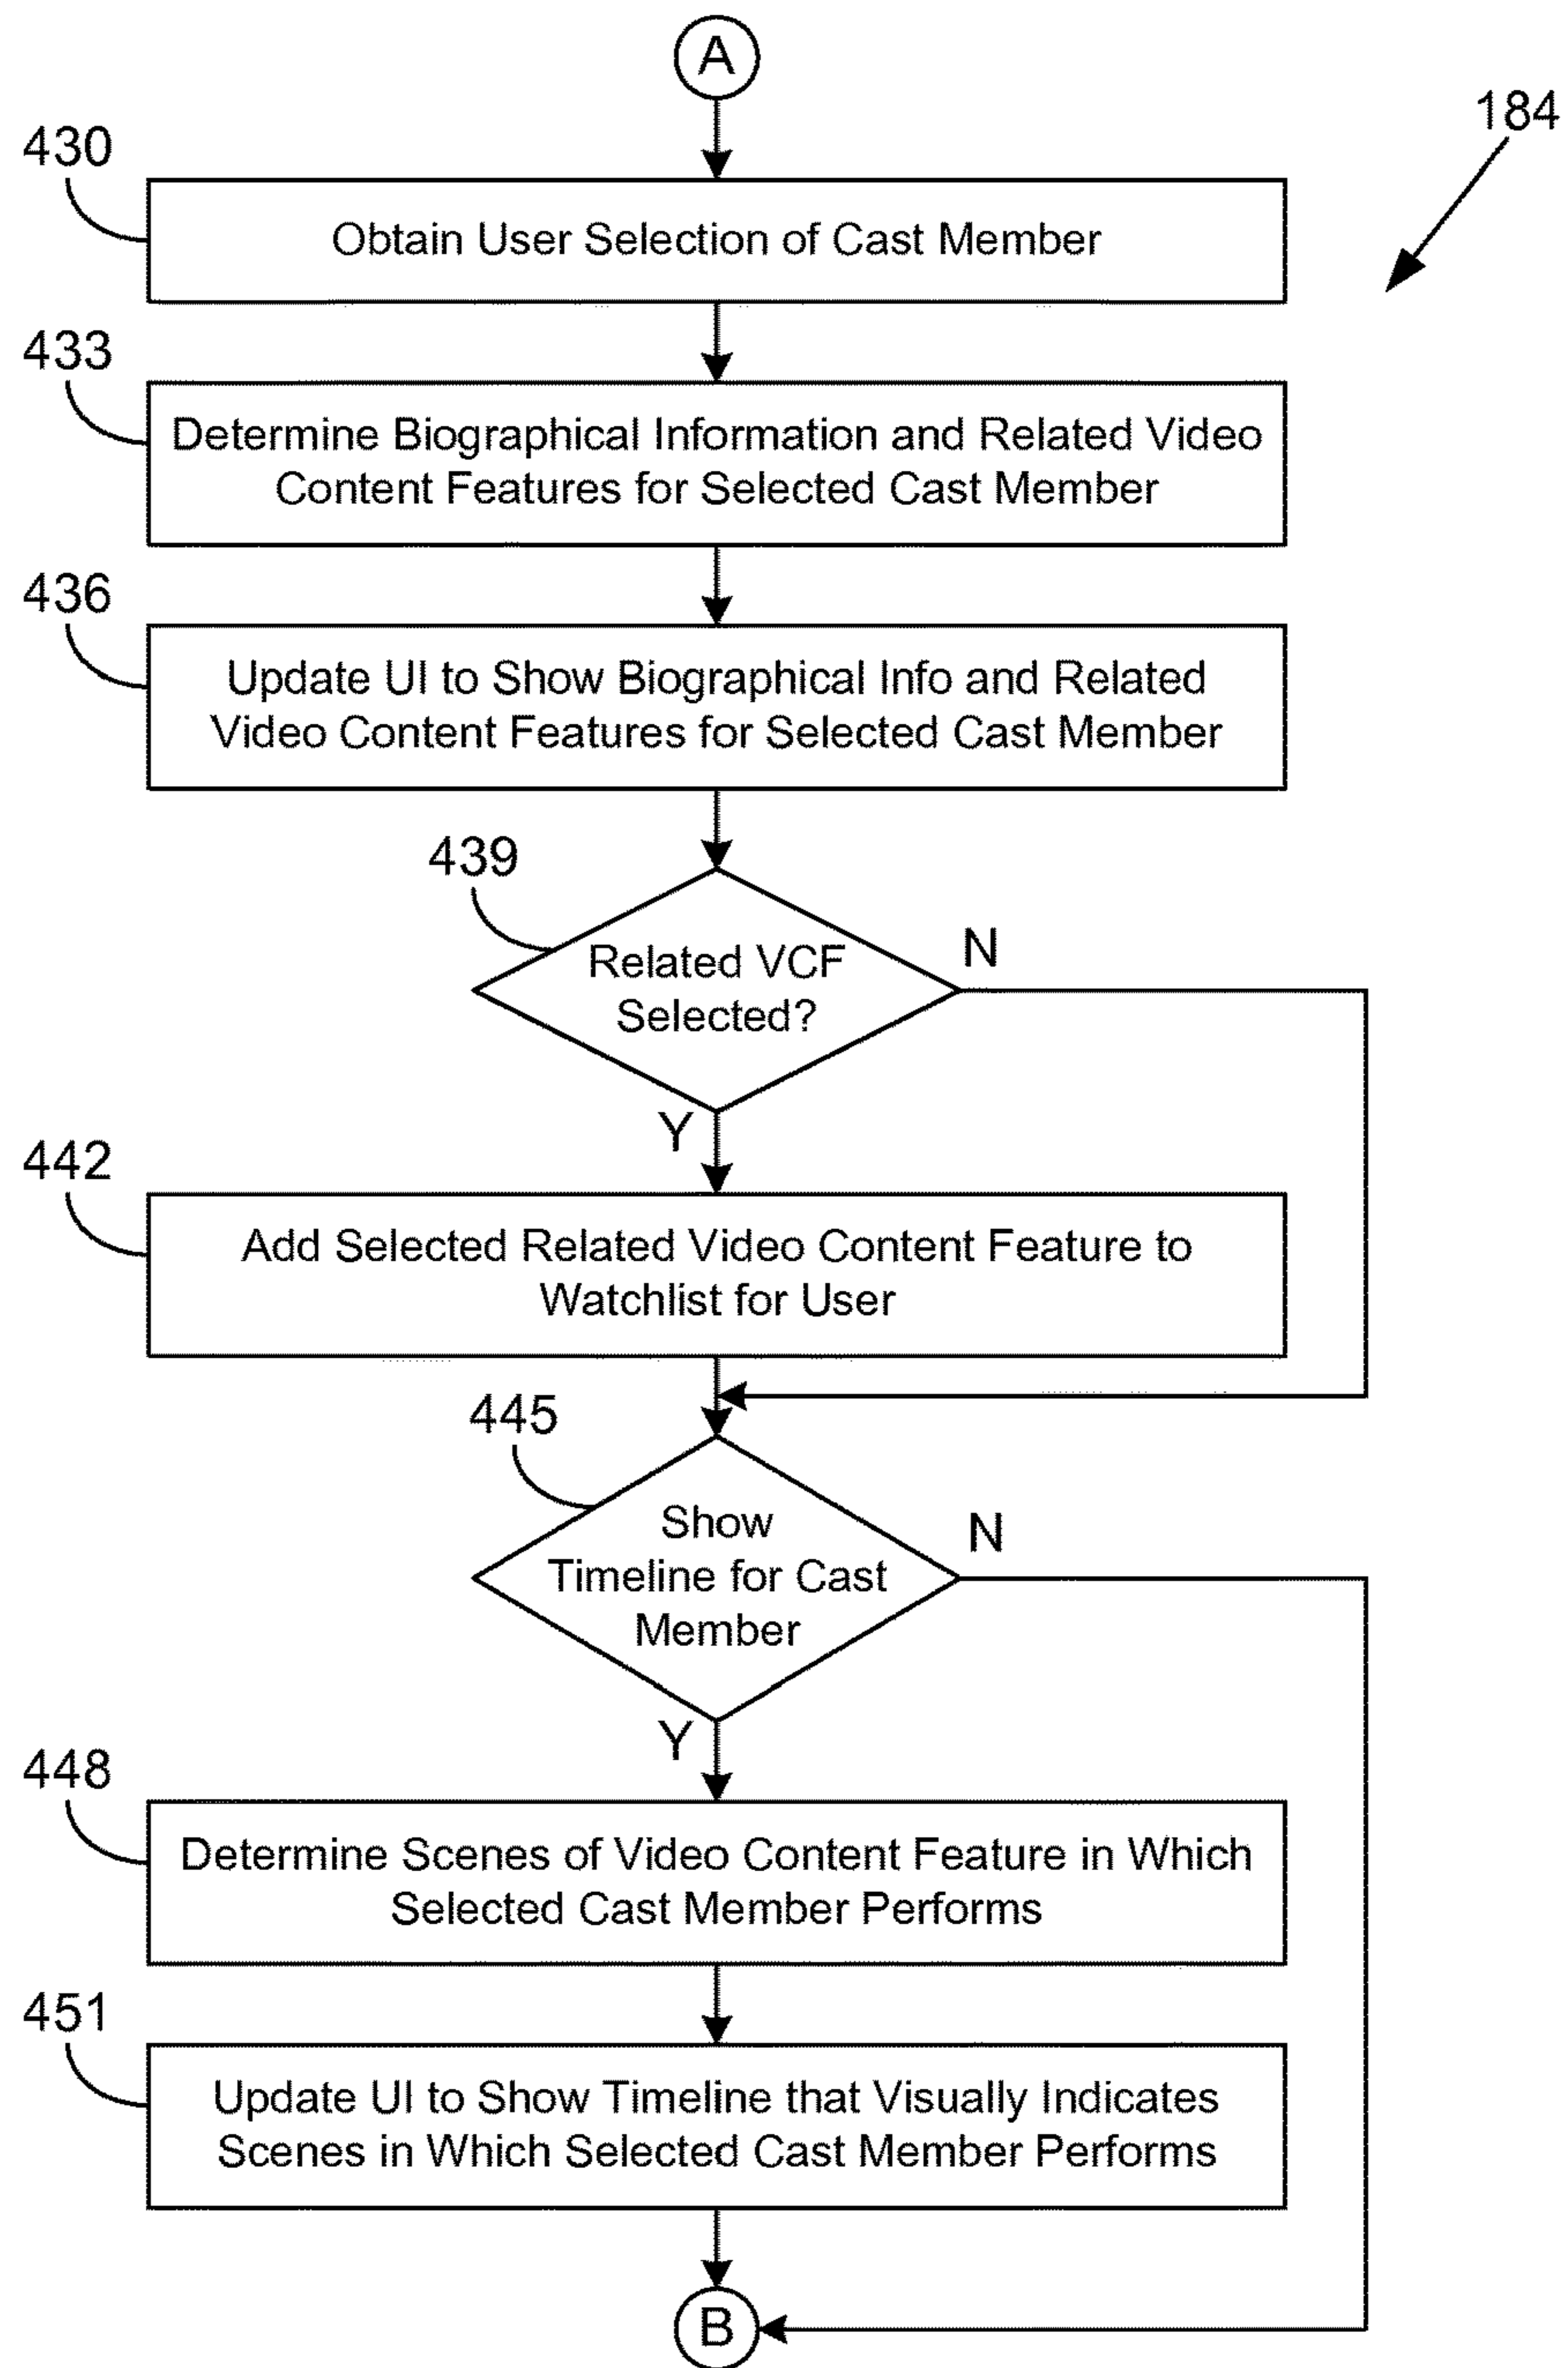 A
184
430
Obtain User Selection of Cast Member
433
Determine Biographical Information and Related Video
Content Features for Selected Cast Member
436
Update UI to Show Biographical Info and Related
Video Content Features for Selected Cast Member
439
Related VCF
Selected?
N
Y
442
Add Selected Related Video Content Feature to
Watchlist for User
445
Show
Timeline for Cast
Member
N
Y
448
Determine Scenes of Video Content Feature in Which
Selected Cast Member Performs
451
Update UI to Show Timeline that Visually Indicates
Scenes in Which Selected Cast Member Performs
B